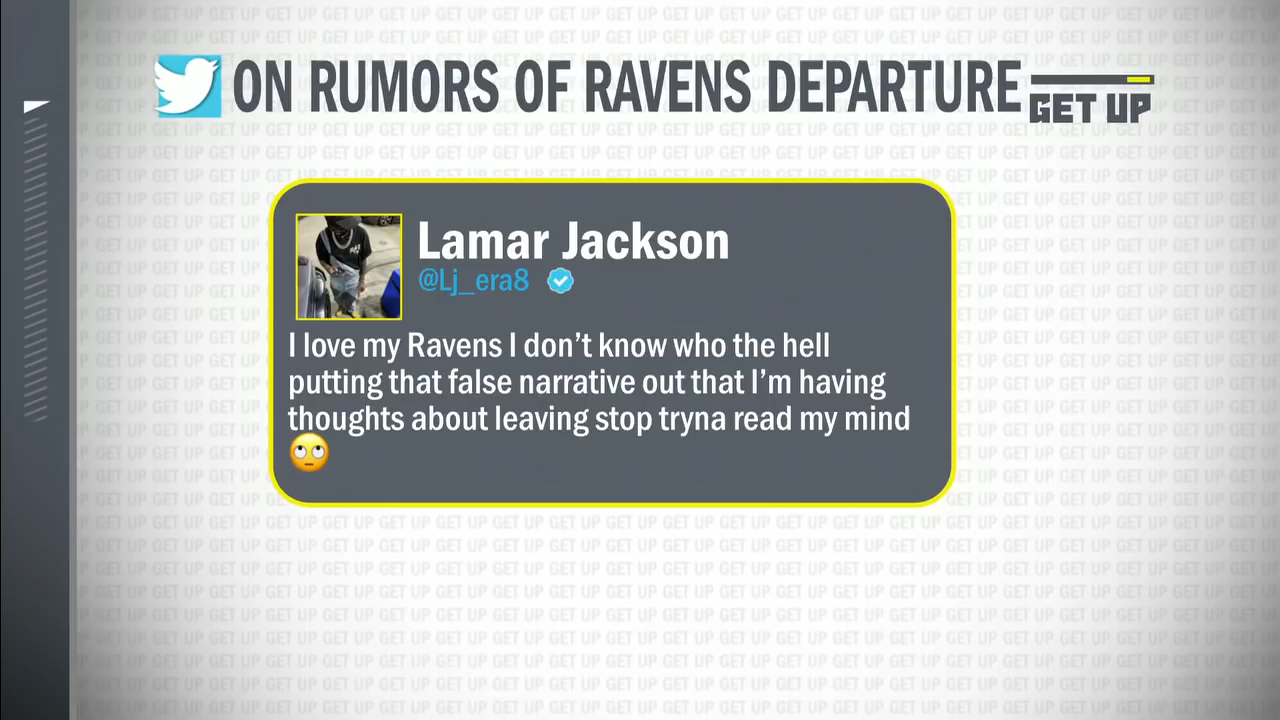 ON RUMORS OF RAVENS DEPARTURE
GET UP
Lamar Jackson
@Lj_era8
I love my Ravens I don’t know who the hell
putting that false narrative out that I’m having
thoughts about leaving stop tryna read my mind
🙄